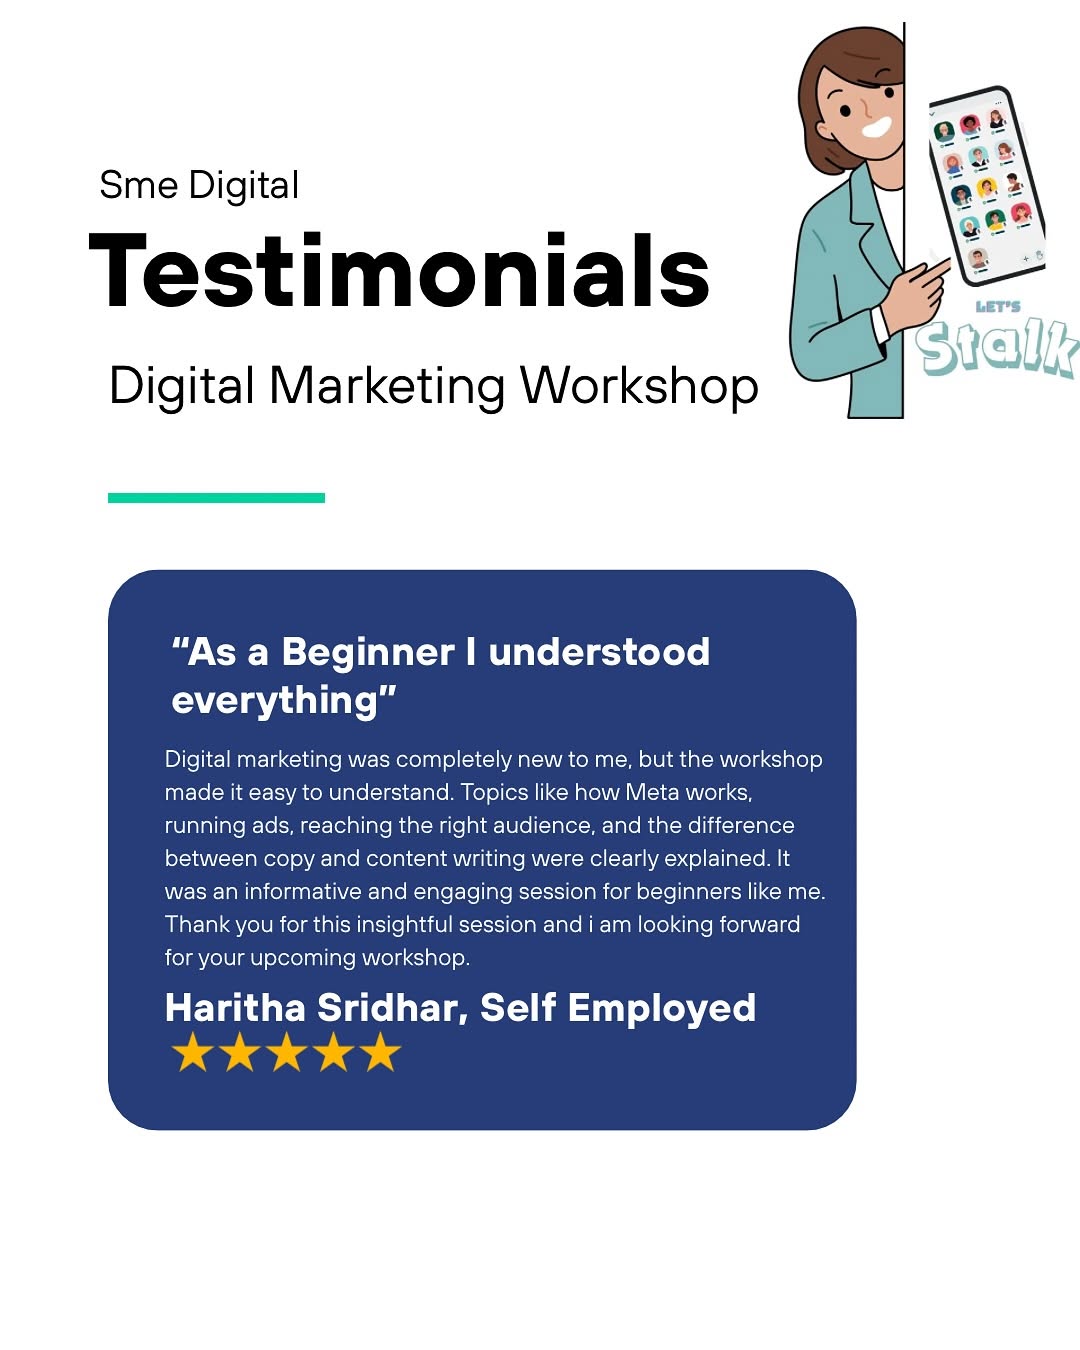 Sme Digital
Testimonials
Digital Marketing Workshop
LET'S
Stalk
“As a Beginner I understood
everything”
Digital marketing was completely new to me, but the workshop
made it easy to understand. Topics like how Meta works,
running ads, reaching the right audience, and the difference
between copy and content writing were clearly explained. It
was an informative and engaging session for beginners like me.
Thank you for this insightful session and i am looking forward
for your upcoming workshop.
Haritha Sridhar, Self Employed